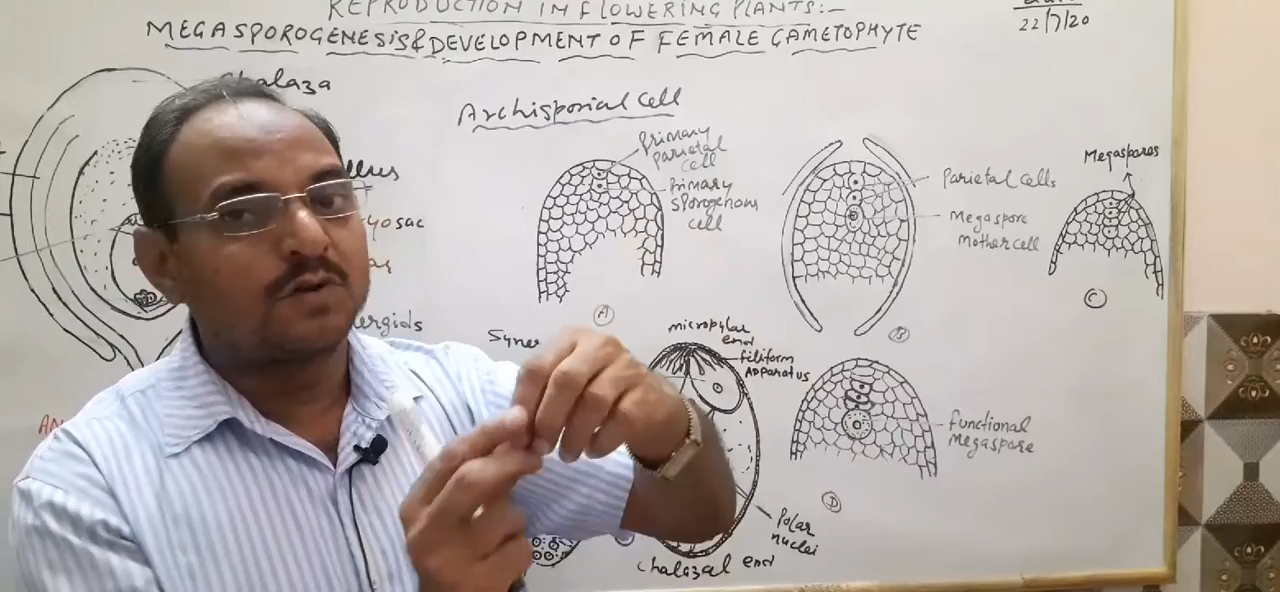 REPRODUCTION IN FLOWERING PLANTS:-
22/7/20
MEGASPOROGENESIS & DEVELOPMENT OF FEMALE GAMETOPHYTE
Chalaza
Archisporial cell
Primary
parietal
cell
Primary
sporogenous
cell
A
Parietal cells
Megaspore
Mother cell
B
Megaspores
C
micropylar
end
filiform
APPARATUS
Functional
Megaspore
D
Polar
nuclei
Chalazal end